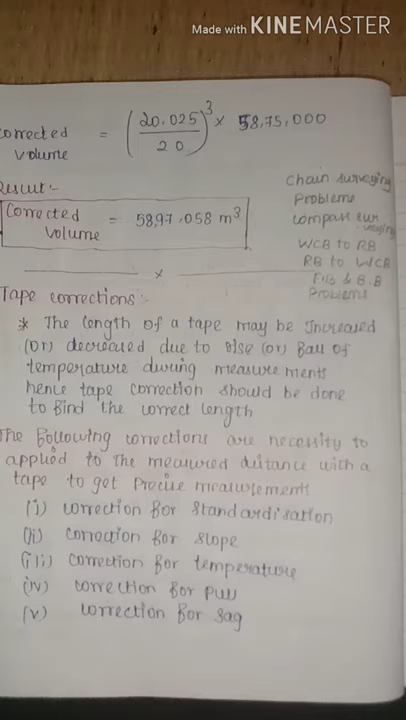 Made with KINEMASTER
corrected volume = (20.025/20)³ × 58,75,000
Result:-
Corrected Volume = 5897.058 m³
Chain surveying
Problems
compass sur
veying
WCB to RB
RB to WCB
F.B & B.B
Problems
x
Tape corrections:-
* The length of a tape may be Increased
(or) decreased due to rise (or) fall of
temperature during measurements
hence tape correction should be done
to find the correct length
The following corrections are necessity to
applied to the measured distance with a
tape to get precise measurements
(i) correction for standardisation
(ii) correction for slope
(iii) correction for temperature
(iv) correction for pull
(v) correction for sag